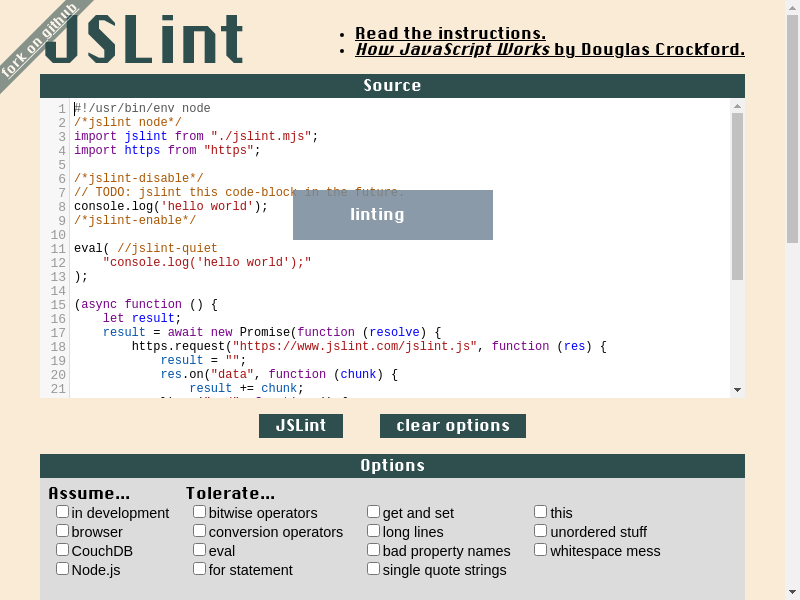 fork on github
JSLint
Read the instructions.
How JavaScript Works by Douglas Crockford.
Source
1 #!/usr/bin/env node
2 /*jslint node*/
3 import jslint from "./jslint.mjs";
4 import https from "https";
5
6 /*jslint-disable*/
7 // TODO: jslint this code-block in the future.
8 console.log('hello world');
9 /*jslint-enable*/
linting
10
11 eval( //jslint-quiet
12     "console.log('hello world');"
13 );
14
15 (async function () {
16     let result;
17     result = await new Promise(function (resolve) {
18         https.request("https://www.jslint.com/jslint.js", function (res) {
19             result = "";
20             res.on("data", function (chunk) {
21                 result += chunk;
JSLint clear options
Options
Assume... Tolerate...
in development bitwise operators get and set this
browser conversion operators long lines unordered stuff
CouchDB eval bad property names whitespace mess
Node.js for statement single quote strings